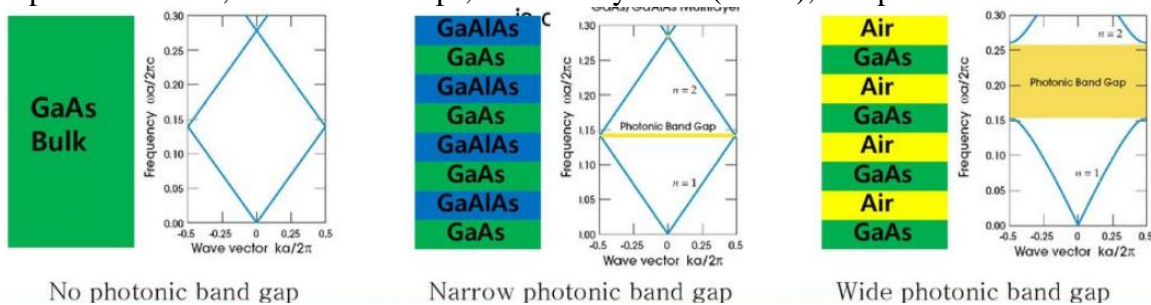 GaAs
Bulk
Frequency ωa/2πc
0.25
0.20
0.15
0.10
0.05
0.00
-0.5 -0.25 0 0.25 0.5
Wave vector ka/2π
No photonic band gap
GaAs/GaAlAs Multilayer
GaAlAs
GaAs
GaAlAs
GaAs
GaAlAs
GaAs
GaAlAs
GaAs
Frequency ωa/2πc
1.30
0.25
0.20
1.15
1.10
1.05
1.00
n = 2
Photonic Band Gap
n = 1
-0.5 -0.25 0 0.25 0.5
Wave vector ka/2π
Narrow photonic band gap
Air
GaAs
Air
GaAs
Air
GaAs
Air
GaAs
Frequency ωa/2πc
0.30
0.25
0.20
0.15
0.10
0.05
0.00
n = 2
Photonic Band Gap
n = 1
-0.5 -0.25 0 0.25 0.5
Wave vector ka/2π
Wide photonic band gap